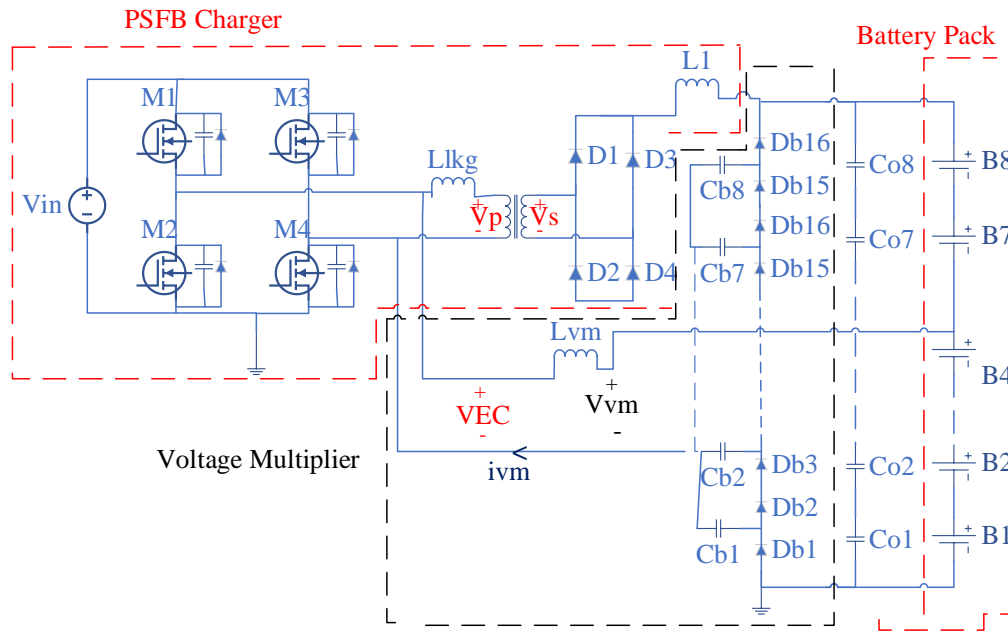 PSFB Charger
Battery Pack
L1
M1
M3
Db16
Llkg
D1
D3
Cb8
Co8
B8
Db15
Vin
+
-
+
Vp
-
+
Vs
-
Db16
M2
M4
Cb7
Co7
B7
D2
D4
Db15
Lvm
+
VEC
-
+
Vvm
-
B4
Voltage Multiplier
ivm
Cb2
Db3
Co2
B2
Db2
Cb1
Db1
Co1
B1
+
-
+
-
+
-
+
-
+
-